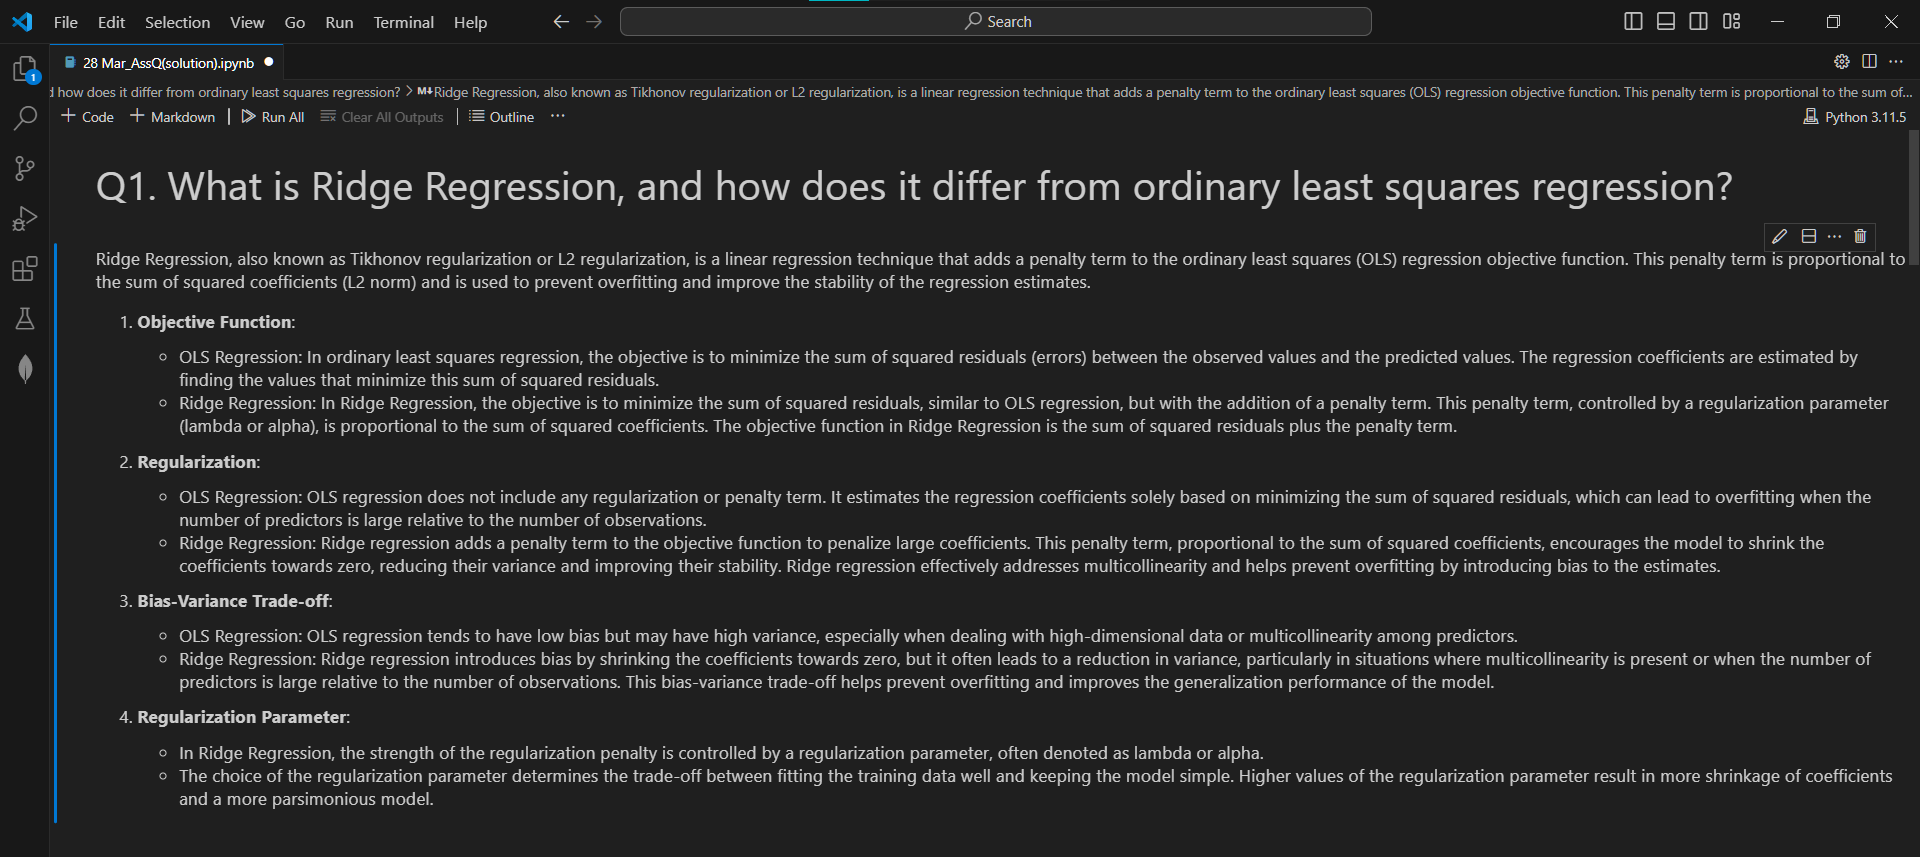 File Edit Selection View Go Run Terminal Help Search
1
28 Mar_AssQ(solution).ipynb
how does it differ from ordinary least squares regression? > M↓Ridge Regression, also known as Tikhonov regularization or L2 regularization, is a linear regression technique that adds a penalty term to the ordinary least squares (OLS) regression objective function. This penalty term is proportional to the sum of...
+ Code + Markdown | Run All Clear All Outputs | Outline ... Python 3.11.5
Q1. What is Ridge Regression, and how does it differ from ordinary least squares regression?
Ridge Regression, also known as Tikhonov regularization or L2 regularization, is a linear regression technique that adds a penalty term to the ordinary least squares (OLS) regression objective function. This penalty term is proportional to
the sum of squared coefficients (L2 norm) and is used to prevent overfitting and improve the stability of the regression estimates.
1. Objective Function:
◦ OLS Regression: In ordinary least squares regression, the objective is to minimize the sum of squared residuals (errors) between the observed values and the predicted values. The regression coefficients are estimated by
finding the values that minimize this sum of squared residuals.
◦ Ridge Regression: In Ridge Regression, the objective is to minimize the sum of squared residuals, similar to OLS regression, but with the addition of a penalty term. This penalty term, controlled by a regularization parameter
(lambda or alpha), is proportional to the sum of squared coefficients. The objective function in Ridge Regression is the sum of squared residuals plus the penalty term.
2. Regularization:
◦ OLS Regression: OLS regression does not include any regularization or penalty term. It estimates the regression coefficients solely based on minimizing the sum of squared residuals, which can lead to overfitting when the
number of predictors is large relative to the number of observations.
◦ Ridge Regression: Ridge regression adds a penalty term to the objective function to penalize large coefficients. This penalty term, proportional to the sum of squared coefficients, encourages the model to shrink the
coefficients towards zero, reducing their variance and improving their stability. Ridge regression effectively addresses multicollinearity and helps prevent overfitting by introducing bias to the estimates.
3. Bias-Variance Trade-off:
◦ OLS Regression: OLS regression tends to have low bias but may have high variance, especially when dealing with high-dimensional data or multicollinearity among predictors.
◦ Ridge Regression: Ridge regression introduces bias by shrinking the coefficients towards zero, but it often leads to a reduction in variance, particularly in situations where multicollinearity is present or when the number of
predictors is large relative to the number of observations. This bias-variance trade-off helps prevent overfitting and improves the generalization performance of the model.
4. Regularization Parameter:
◦ In Ridge Regression, the strength of the regularization penalty is controlled by a regularization parameter, often denoted as lambda or alpha.
◦ The choice of the regularization parameter determines the trade-off between fitting the training data well and keeping the model simple. Higher values of the regularization parameter result in more shrinkage of coefficients
and a more parsimonious model.